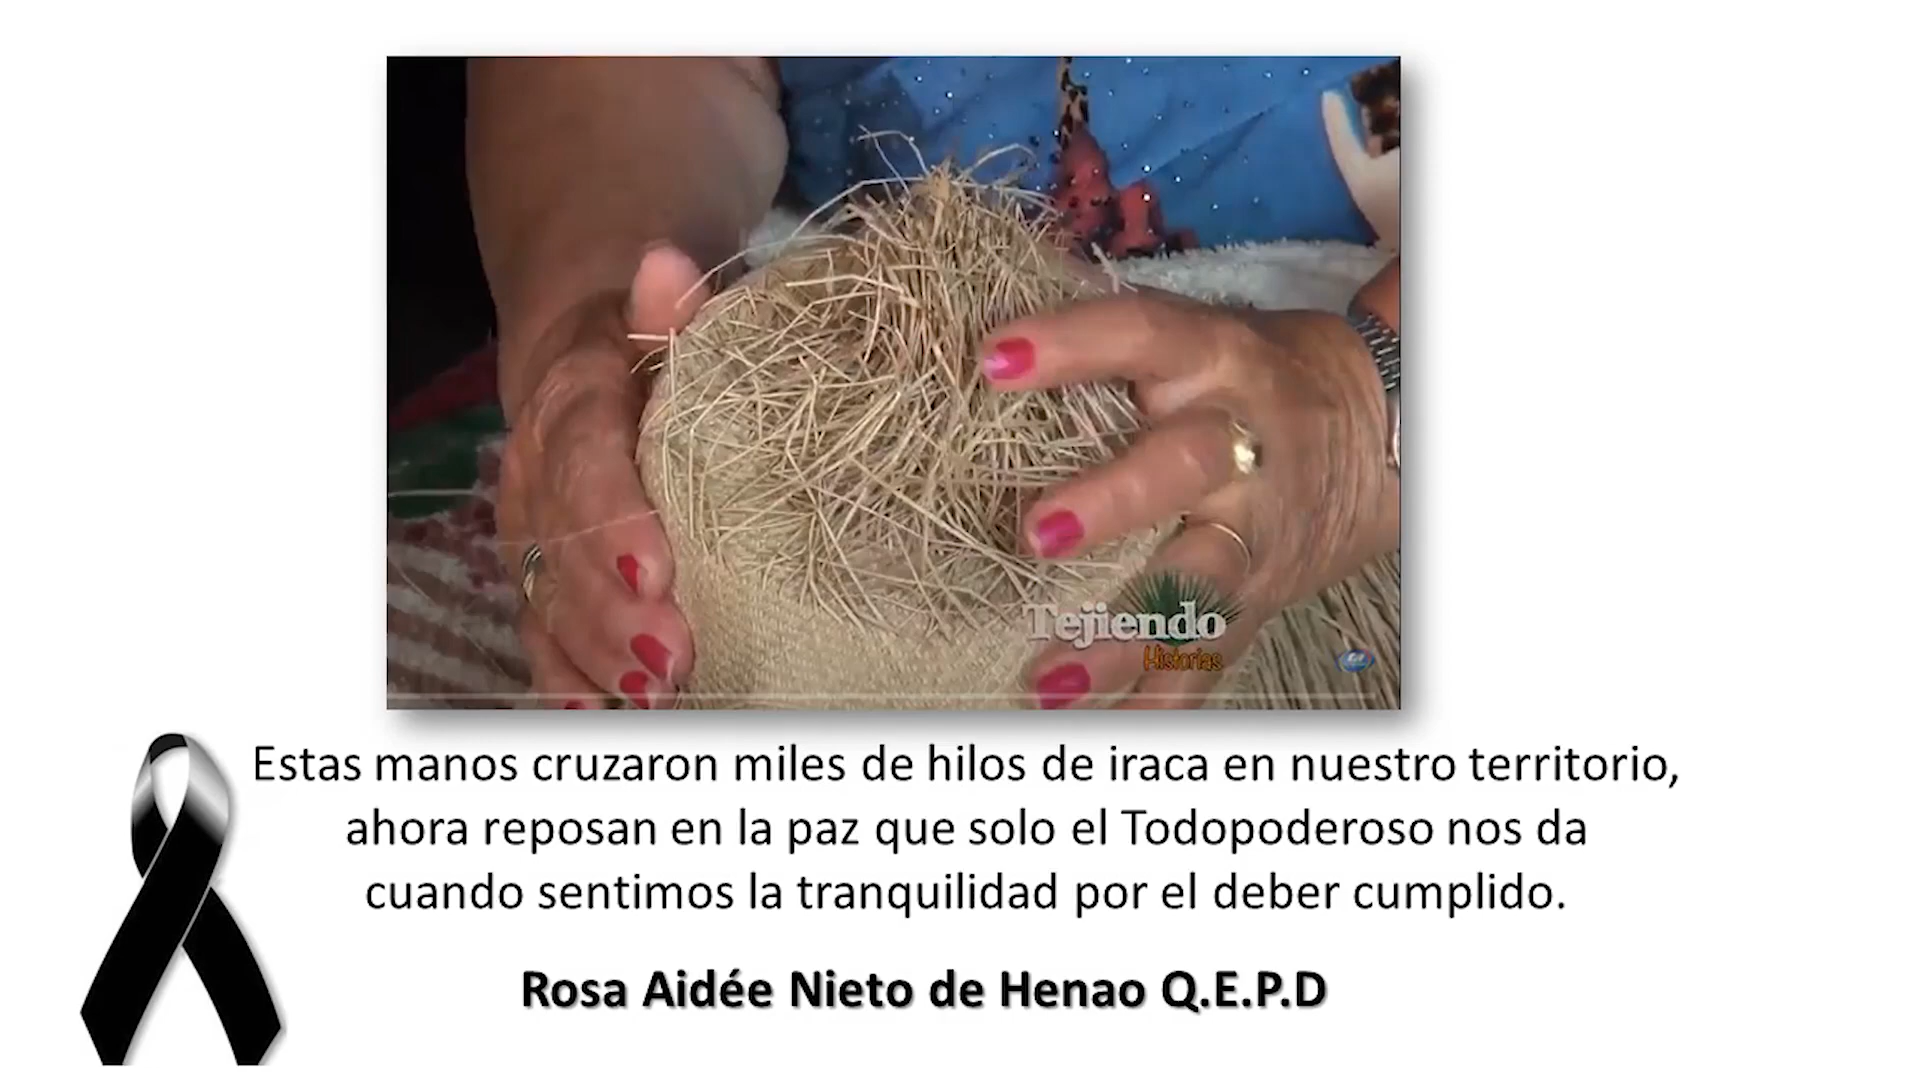 Tejiendo
Historias
Estas manos cruzaron miles de hilos de iraca en nuestro territorio,
ahora reposan en la paz que solo el Todopoderoso nos da
cuando sentimos la tranquilidad por el deber cumplido.
Rosa Aidée Nieto de Henao Q.E.P.D